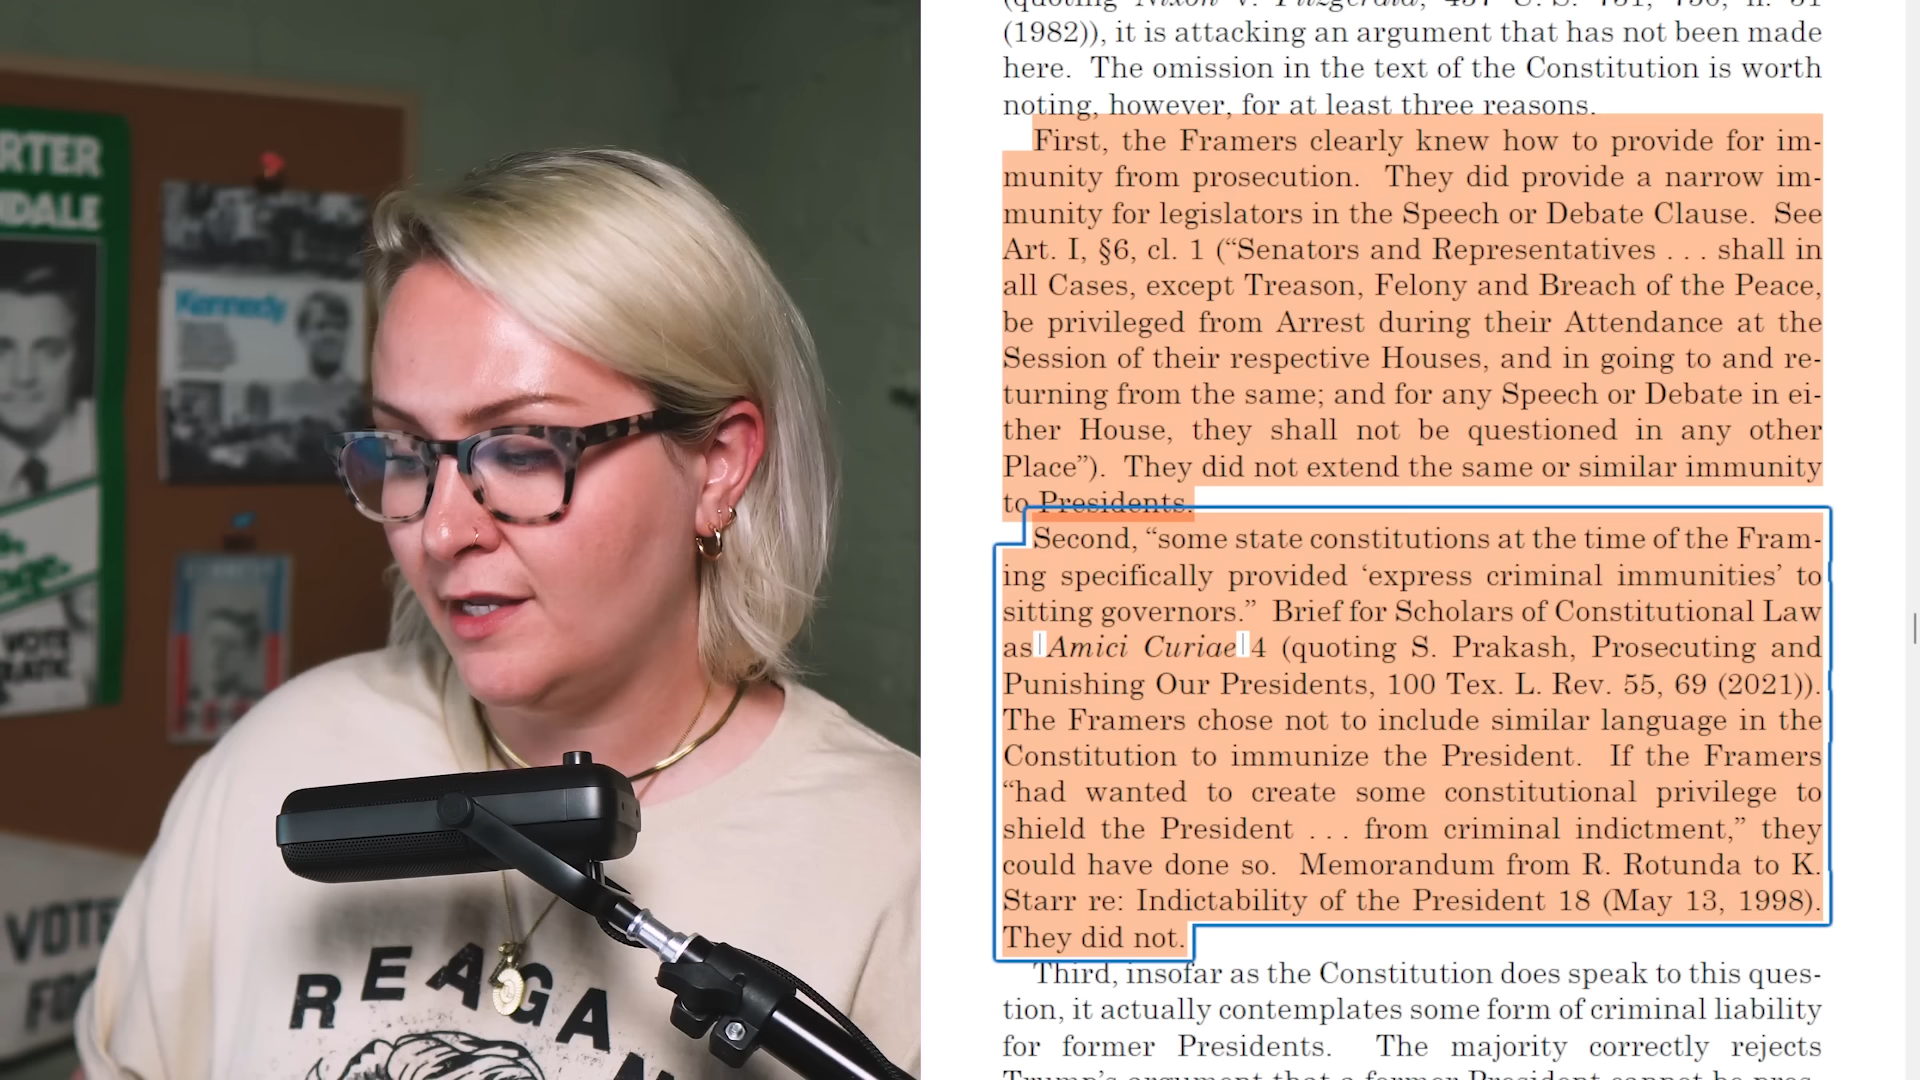 RTER
NDALE
Kennedy
VOTE
VOTE
FO
REAGAN
(1982)), it is attacking an argument that has not been made
here. The omission in the text of the Constitution is worth
noting, however, for at least three reasons.
First, the Framers clearly knew how to provide for im-
munity from prosecution. They did provide a narrow im-
munity for legislators in the Speech or Debate Clause. See
Art. I, §6, cl. 1 (“Senators and Representatives . . . shall in
all Cases, except Treason, Felony and Breach of the Peace,
be privileged from Arrest during their Attendance at the
Session of their respective Houses, and in going to and re-
turning from the same; and for any Speech or Debate in ei-
ther House, they shall not be questioned in any other
Place”). They did not extend the same or similar immunity
to Presidents.
Second, “some state constitutions at the time of the Fram-
ing specifically provided ‘express criminal immunities’ to
sitting governors.” Brief for Scholars of Constitutional Law
as Amici Curiae 4 (quoting S. Prakash, Prosecuting and
Punishing Our Presidents, 100 Tex. L. Rev. 55, 69 (2021)).
The Framers chose not to include similar language in the
Constitution to immunize the President. If the Framers
“had wanted to create some constitutional privilege to
shield the President . . . from criminal indictment,” they
could have done so. Memorandum from R. Rotunda to K.
Starr re: Indictability of the President 18 (May 13, 1998).
They did not.
Third, insofar as the Constitution does speak to this ques-
tion, it actually contemplates some form of criminal liability
for former Presidents. The majority correctly rejects